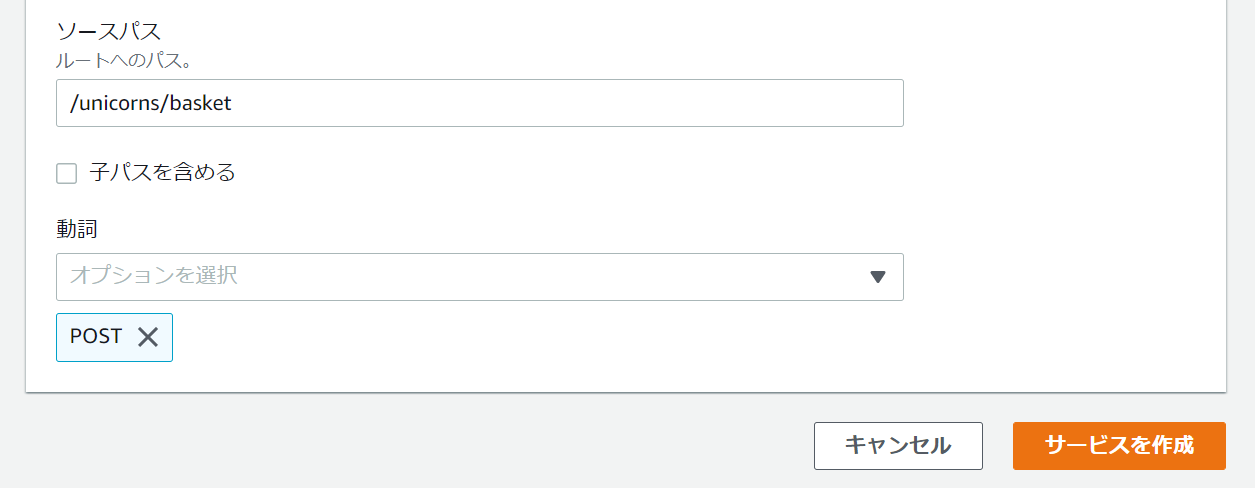 ソースパス
ルートへのパス。
/unicorns/basket
子パスを含める
動詞
オプションを選択
POST
キャンセル
サービスを作成